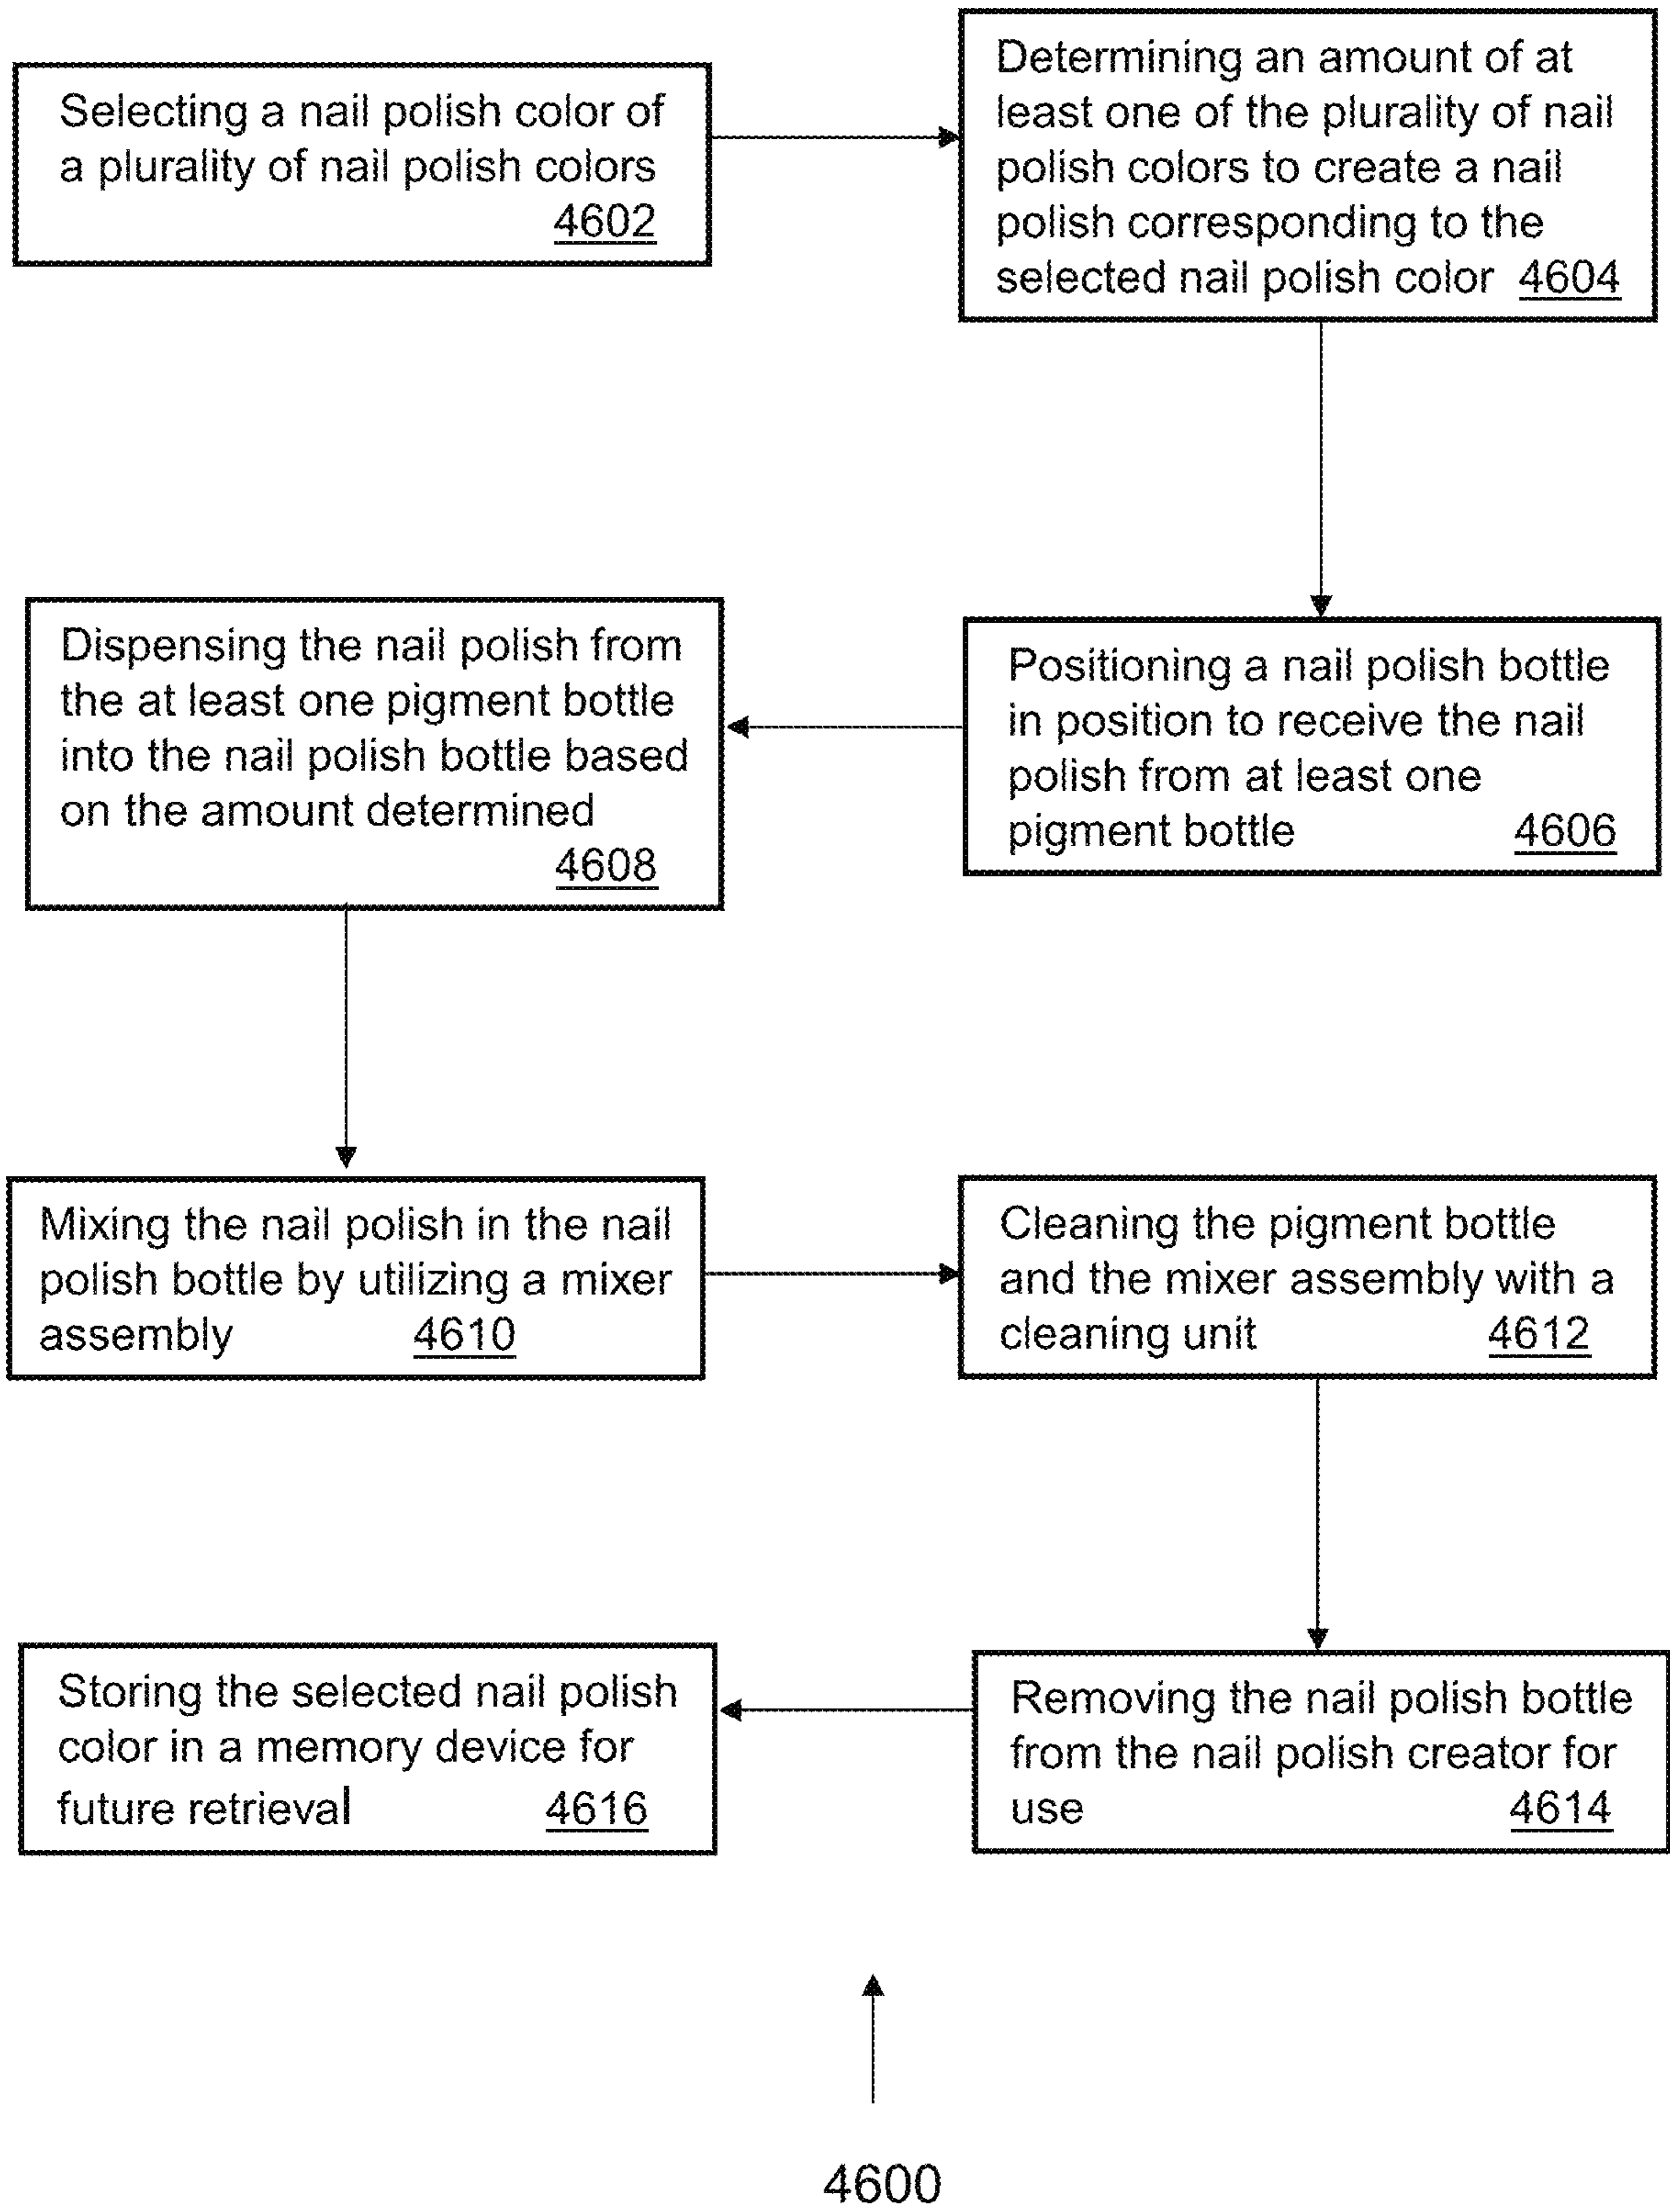 Selecting a nail polish color of
a plurality of nail polish colors
4602
Determining an amount of at
least one of the plurality of nail
polish colors to create a nail
polish corresponding to the
selected nail polish color 4604
Positioning a nail polish bottle
in position to receive the nail
polish from at least one
pigment bottle 4606
Dispensing the nail polish from
the at least one pigment bottle
into the nail polish bottle based
on the amount determined
4608
Mixing the nail polish in the nail
polish bottle by utilizing a mixer
assembly 4610
Cleaning the pigment bottle
and the mixer assembly with a
cleaning unit 4612
Removing the nail polish bottle
from the nail polish creator for
use 4614
Storing the selected nail polish
color in a memory device for
future retrieval 4616
4600